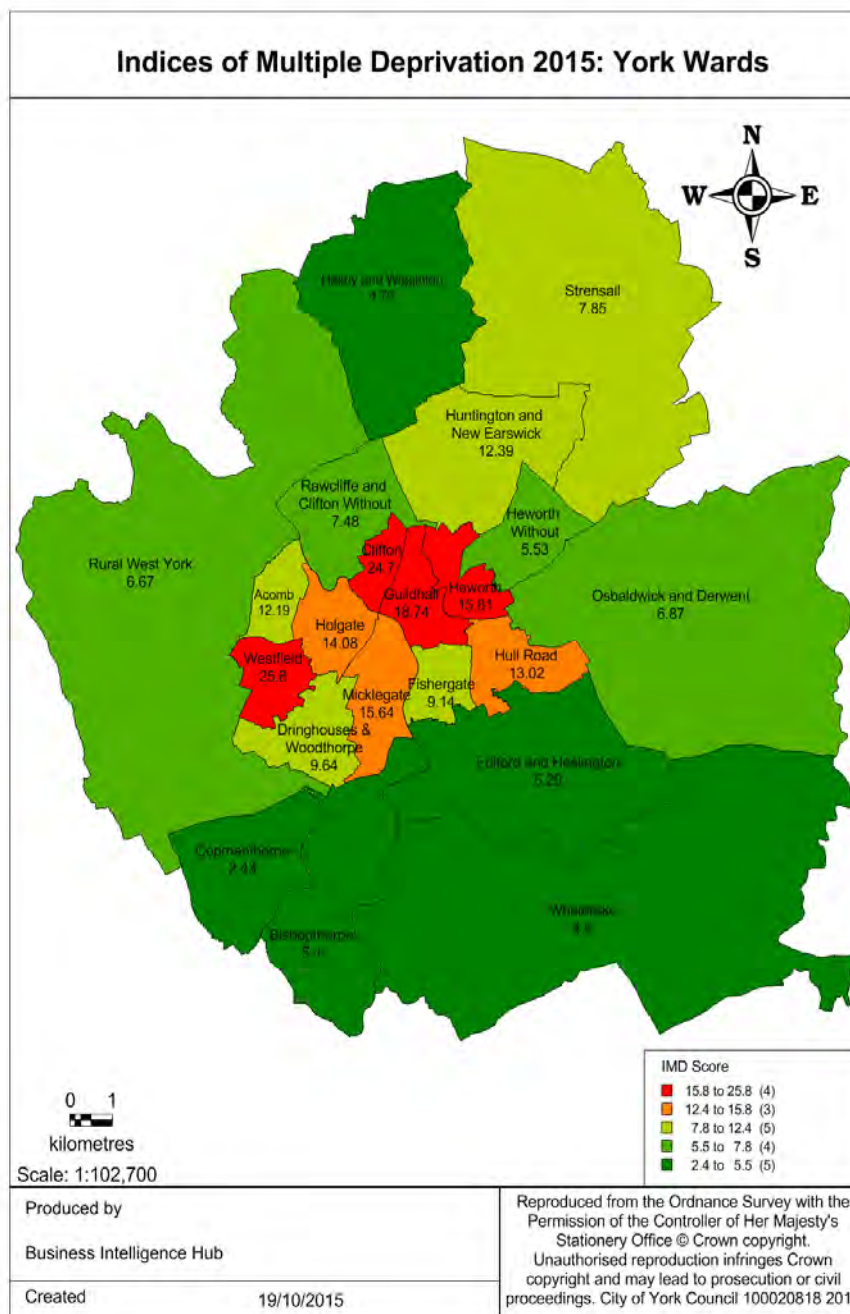 Indices of Multiple Deprivation 2015: York Wards
N
W
E
S
Strensall
7.85
Huntington and
New Earswick
12.39
Rawcliffe and
Clifton Without
7.48
Heworth
Without
5.53
Rural West York
6.67
Clifton
24.7
Guildhall
18.74
Heworth
15.81
Osbaldwick and Derwent
6.87
Acomb
12.19
Holgate
14.08
Westfield
25.8
Micklegate
15.64
Fishergate
9.14
Hull Road
13.02
Dringhouses &
Woodthorpe
9.64
Fulford and Heslington
Copmanthorpe
2.44
Bishopthorpe
Wheldrake
0 1
kilometres
Scale: 1:102,700
IMD Score
15.8 to 25.8 (4)
12.4 to 15.8 (3)
7.8 to 12.4 (5)
5.5 to 7.8 (4)
2.4 to 5.5 (5)
Produced by
Business Intelligence Hub
Created 19/10/2015
Reproduced from the Ordnance Survey with the
Permission of the Controller of Her Majesty's
Stationery Office © Crown copyright.
Unauthorised reproduction infringes Crown
copyright and may lead to prosecution or civil
proceedings. City of York Council 100020818 201